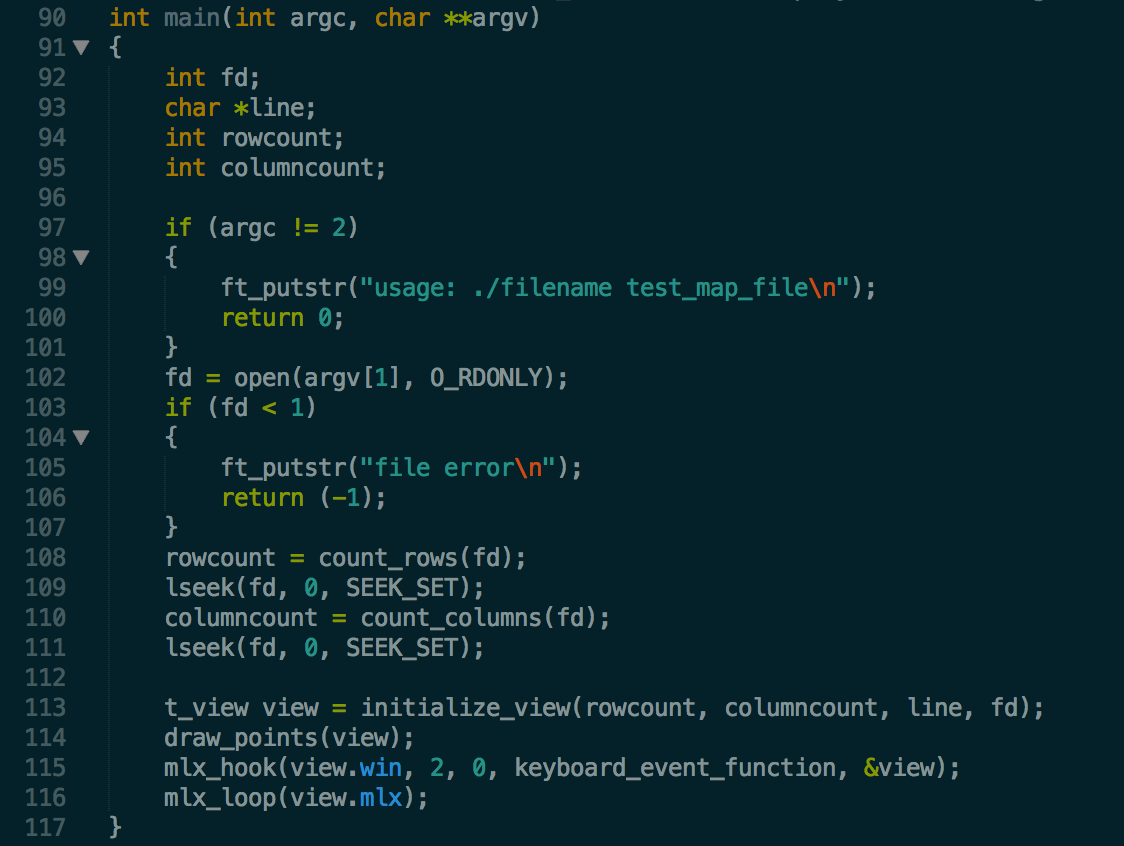 90 int main(int argc, char **argv)
91 {
92     int fd;
93     char *line;
94     int rowcount;
95     int columncount;
96
97     if (argc != 2)
98     {
99         ft_putstr("usage: ./filename test_map_file\n");
100         return 0;
101     }
102     fd = open(argv[1], O_RDONLY);
103     if (fd < 1)
104     {
105         ft_putstr("file error\n");
106         return (-1);
107     }
108     rowcount = count_rows(fd);
109     lseek(fd, 0, SEEK_SET);
110     columncount = count_columns(fd);
111     lseek(fd, 0, SEEK_SET);
112
113     t_view view = initialize_view(rowcount, columncount, line, fd);
114     draw_points(view);
115     mlx_hook(view.win, 2, 0, keyboard_event_function, &view);
116     mlx_loop(view.mlx);
117 }